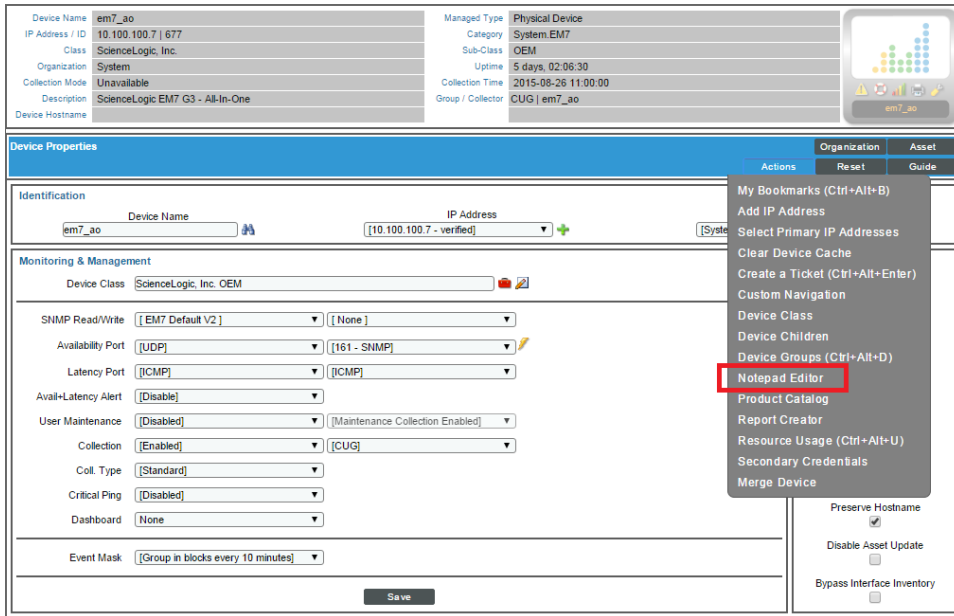 Device Name em7_ao Managed Type Physical Device
IP Address / ID 10.100.100.7 | 677 Category System.EM7
Class ScienceLogic, Inc. Sub-Class OEM
Organization System Uptime 5 days, 02:06:30
Collection Mode Unavailable Collection Time 2015-08-26 11:00:00
Description ScienceLogic EM7 G3 - All-In-One Group / Collector CUG | em7_ao
Device Hostname
em7_ao
Device Properties Organization Asset
Actions Reset Guide
My Bookmarks (Ctrl+Alt+B)
Add IP Address
Select Primary IP Addresses
Clear Device Cache
Create a Ticket (Ctrl+Alt+Enter)
Custom Navigation
Device Class
Device Children
Device Groups (Ctrl+Alt+D)
Notepad Editor
Product Catalog
Report Creator
Resource Usage (Ctrl+Alt+U)
Secondary Credentials
Merge Device
Identification
Device Name IP Address
em7_ao [10.100.100.7 - verified] [Syste
Monitoring & Management
Device Class ScienceLogic, Inc. OEM
SNMP Read/Write [ EM7 Default V2 ] [ None ]
Availability Port [UDP] [161 - SNMP]
Latency Port [ICMP] [ICMP]
Avail+Latency Alert [Disable]
User Maintenance [Disabled] [Maintenance Collection Enabled]
Collection [Enabled] [CUG]
Coll. Type [Standard]
Critical Ping [Disabled]
Dashboard None
Event Mask [Group in blocks every 10 minutes]
Save
Preserve Hostname
Disable Asset Update
Bypass Interface Inventory